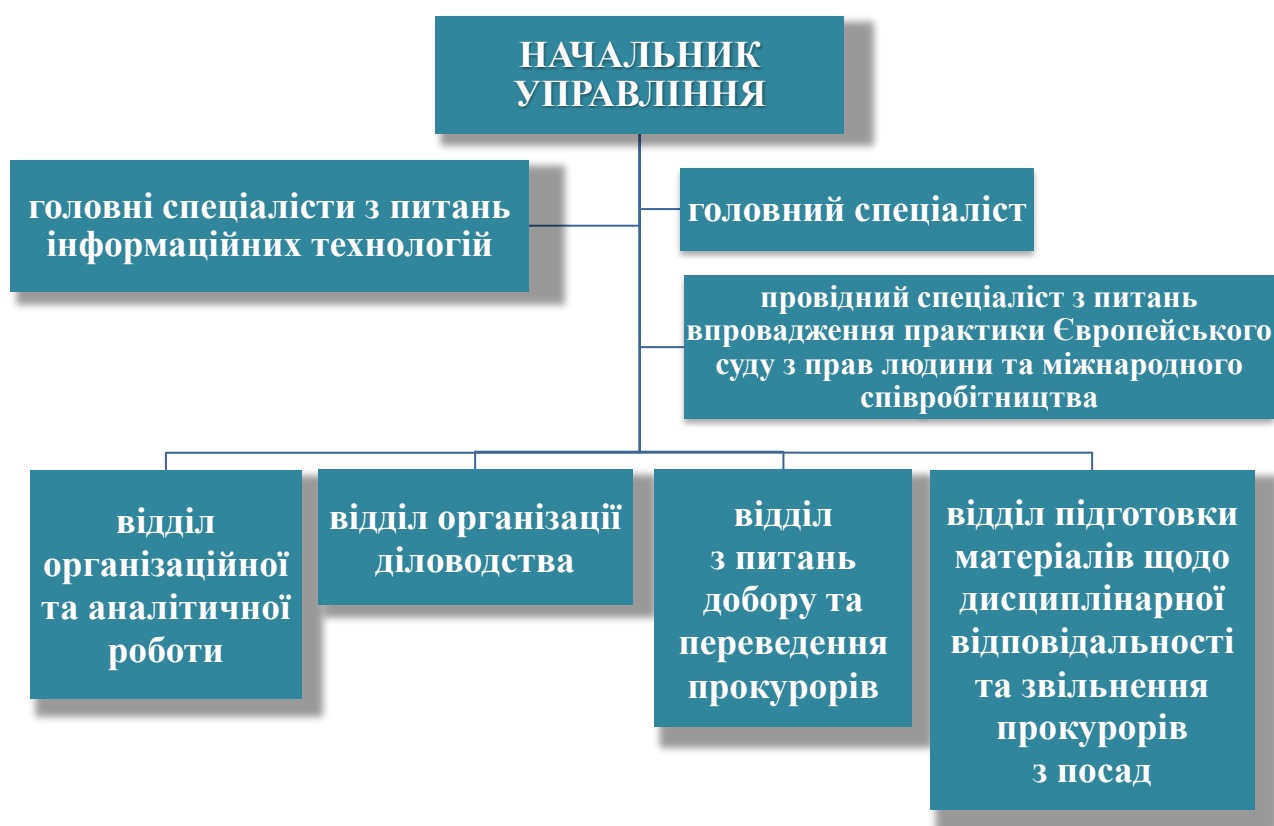 НАЧАЛЬНИК
УПРАВЛІННЯ
головні спеціалісти з питань
інформаційних технологій
головний спеціаліст
провідний спеціаліст з питань
впровадження практики Європейського
суду з прав людини та міжнародного
співробітництва
відділ
організаційної
та аналітичної
роботи
відділ організації
діловодства
відділ
з питань
добору та
переведення
прокурорів
відділ підготовки
матеріалів щодо
дисциплінарної
відповідальності
та звільнення
прокурорів
з посад